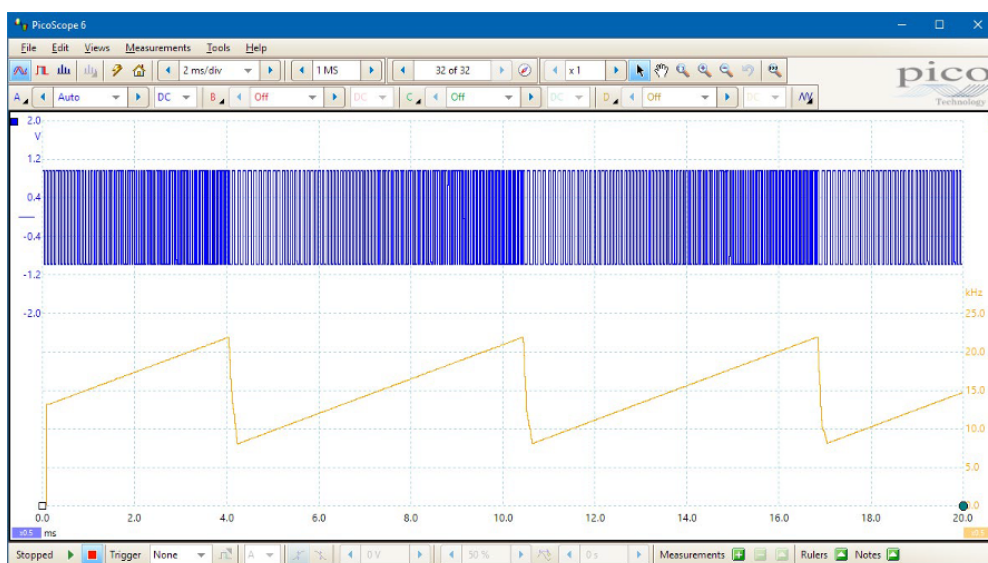 PicoScope 6
File Edit Views Measurements Tools Help
2 ms/div 1 MS 32 of 32 x 1
pico
Technology
A Auto DC B Off DC C Off DC D Off DC
2.0
V
1.2
0.4
-0.4
-1.2
-2.0
kHz
25.0
20.0
15.0
10.0
5.0
0.0
0.0 2.0 4.0 6.0 8.0 10.0 12.0 14.0 16.0 18.0 20.0
x0.5 ms x0.5
Stopped Trigger None A 0 V 50 % 0 s Measurements Rulers Notes